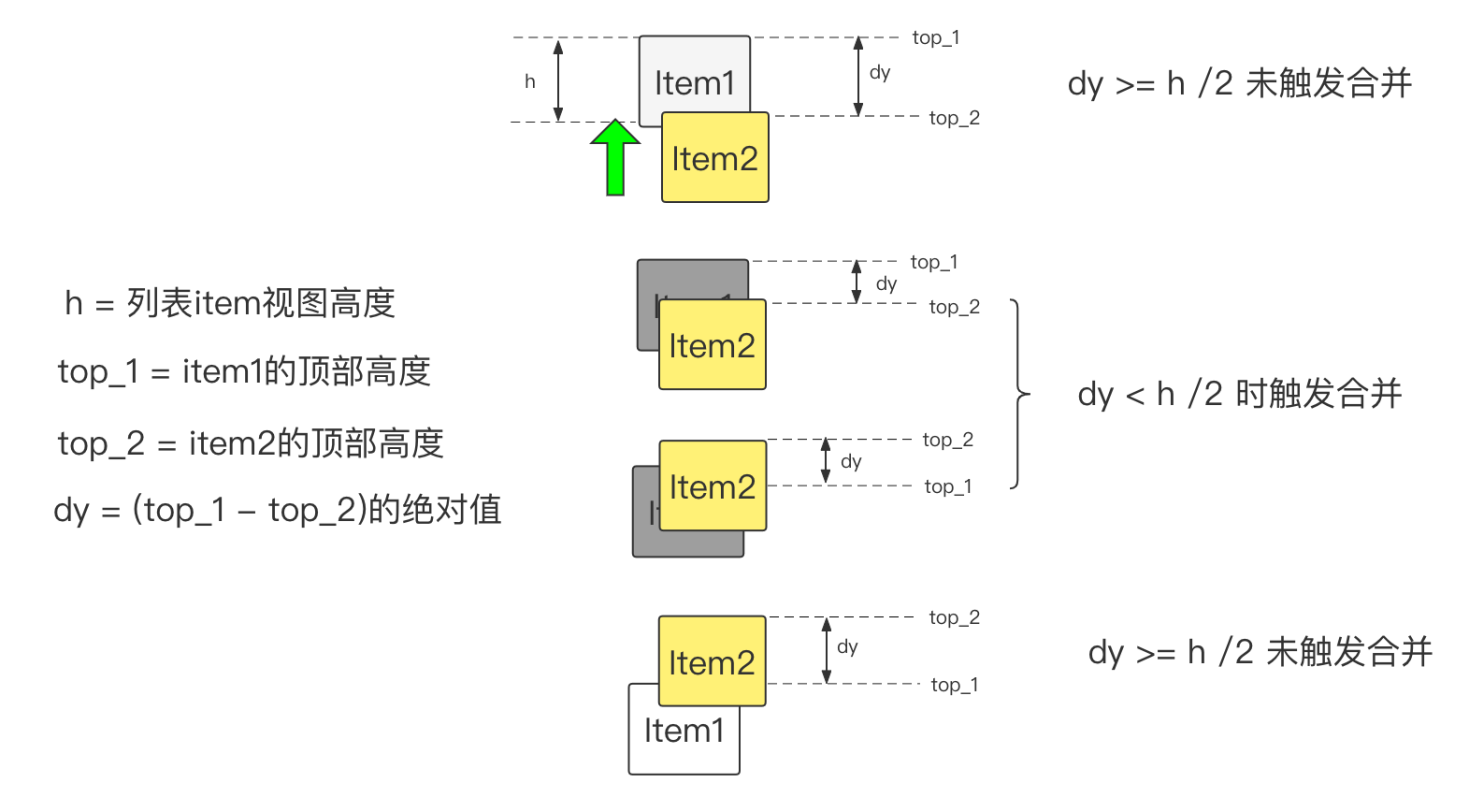 top_1
h
Item1
dy
dy >= h /2 未触发合并
top_2
Item2
top_1
dy
top_2
Item2
h = 列表item视图高度
top_1 = item1的顶部高度
top_2 = item2的顶部高度
dy = (top_1 - top_2)的绝对值
dy < h /2 时触发合并
top_2
dy
Item2
top_1
top_2
dy
Item2
top_1
Item1
dy >= h /2 未触发合并